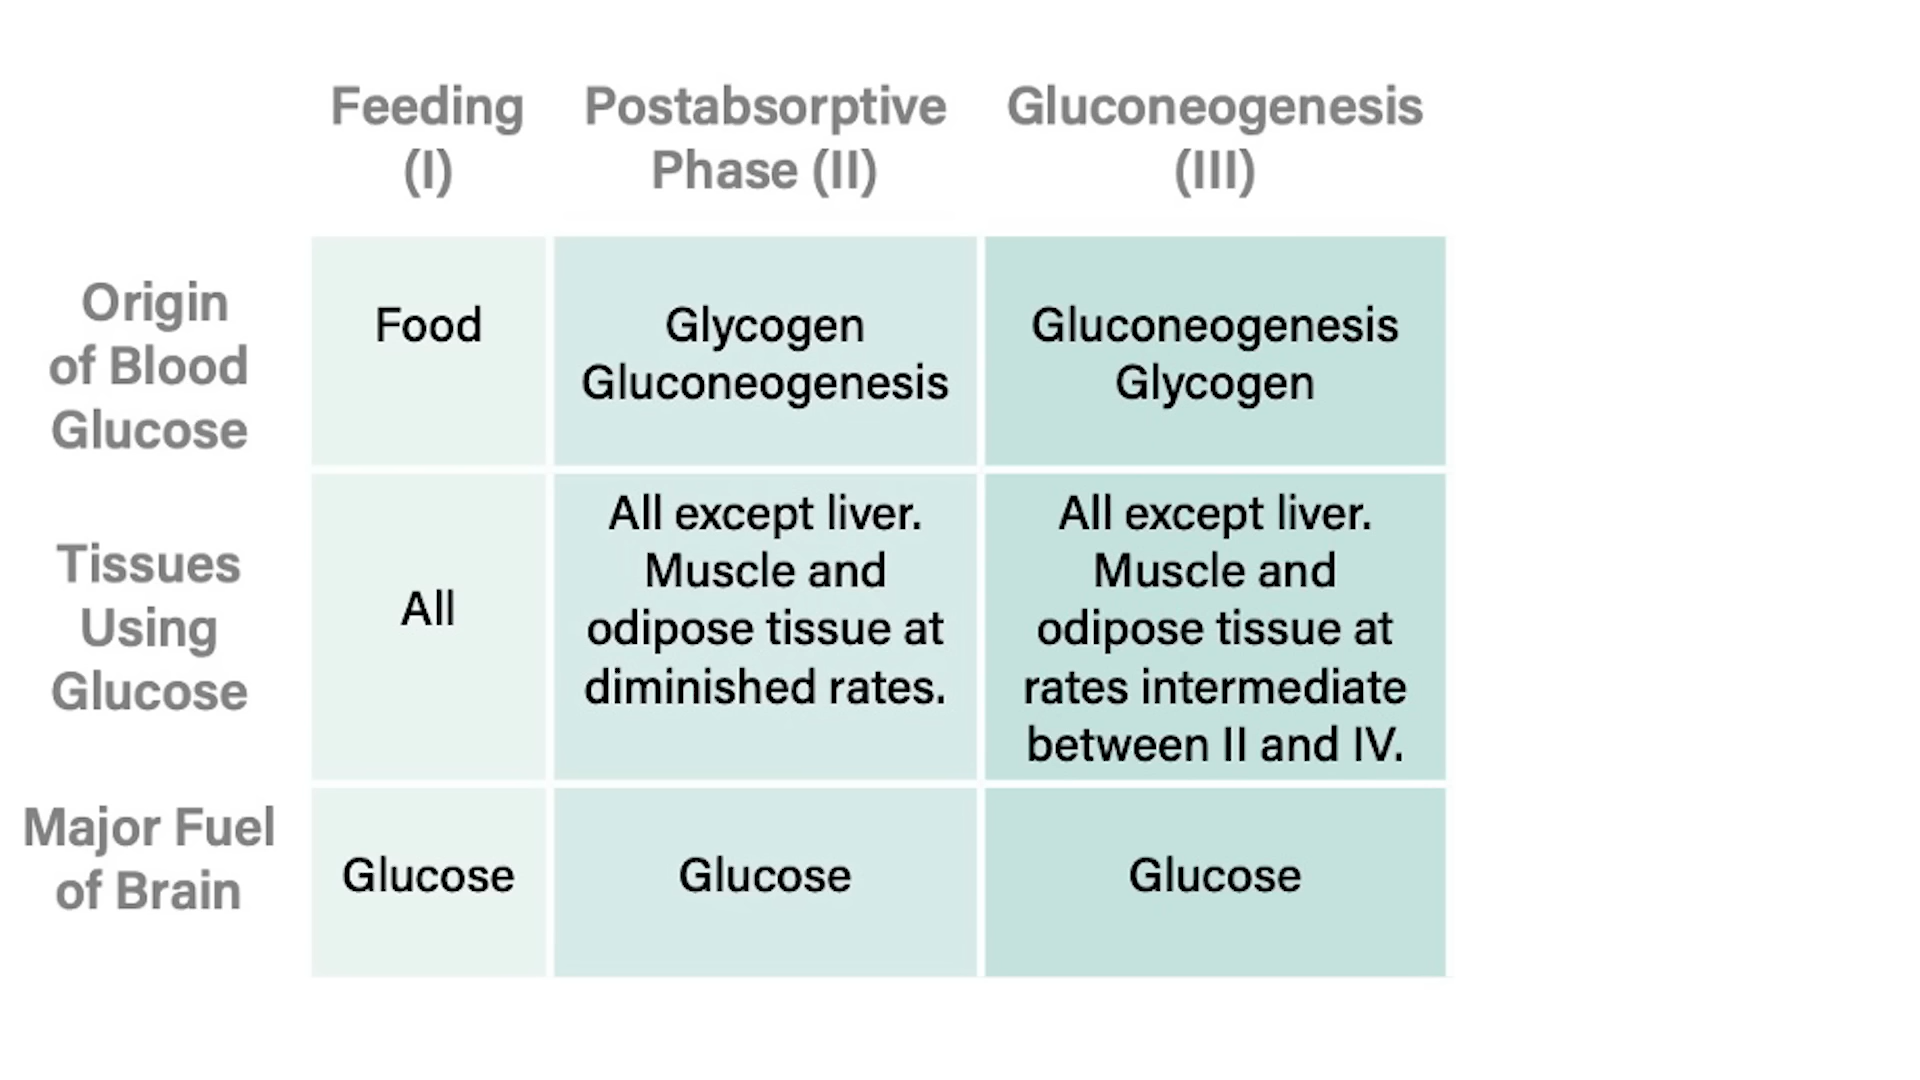 Feeding
(I)
Postabsorptive
Phase (II)
Gluconeogenesis
(III)
Origin
of Blood
Glucose
Food
Glycogen
Gluconeogenesis
Gluconeogenesis
Glycogen
Tissues
Using
Glucose
All
All except liver.
Muscle and
odipose tissue at
diminished rates.
All except liver.
Muscle and
odipose tissue at
rates intermediate
between II and IV.
Major Fuel
of Brain
Glucose
Glucose
Glucose